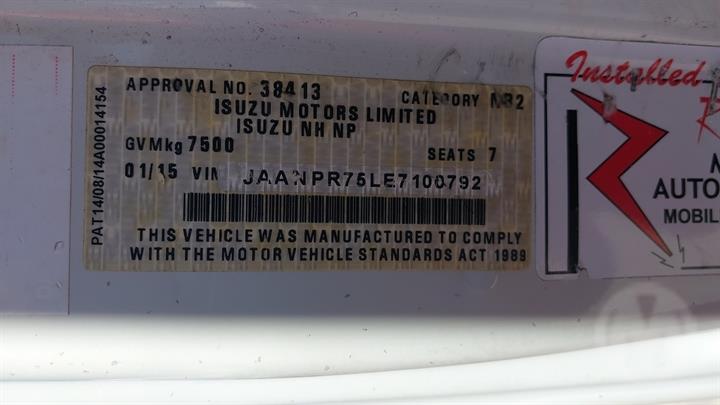 APPROVAL NO. 38413 CATEGORY NB2
ISUZU MOTORS LIMITED
ISUZU NH NP
GVMkg 7500 SEATS 7
01/15 VIN JAANPR75LE7100792
THIS VEHICLE WAS MANUFACTURED TO COMPLY
WITH THE MOTOR VEHICLE STANDARDS ACT 1989
PAT14/08/14A00014154
Installed
AUTO
MOBIL